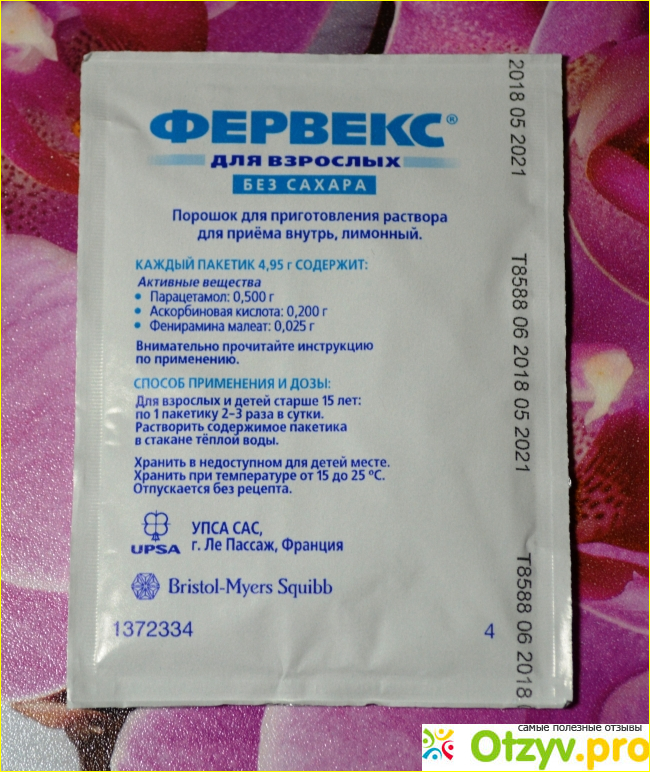 ФЕРВЕКС®
ДЛЯ ВЗРОСЛЫХ
БЕЗ САХАРА
Порошок для приготовления раствора
для приёма внутрь, лимонный.
КАЖДЫЙ ПАКЕТИК 4,95 г СОДЕРЖИТ:
Активные вещества
• Парацетамол: 0,500 г
• Аскорбиновая кислота: 0,200 г
• Фенирамина малеат: 0,025 г
Внимательно прочитайте инструкцию
по применению.
СПОСОБ ПРИМЕНЕНИЯ И ДОЗЫ:
Для взрослых и детей старше 15 лет:
по 1 пакетику 2–3 раза в сутки.
Растворить содержимое пакетика
в стакане тёплой воды.
Хранить в недоступном для детей месте.
Хранить при температуре от 15 до 25 °С.
Отпускается без рецепта.
UPSA
УПСА САС,
г. Ле Пассаж, Франция
Bristol-Myers Squibb
1372334
4
2018 05 2021
T8588 06 2018 05 2021
T8588 06 2018
самые полезные отзывы
Otzyv.pro